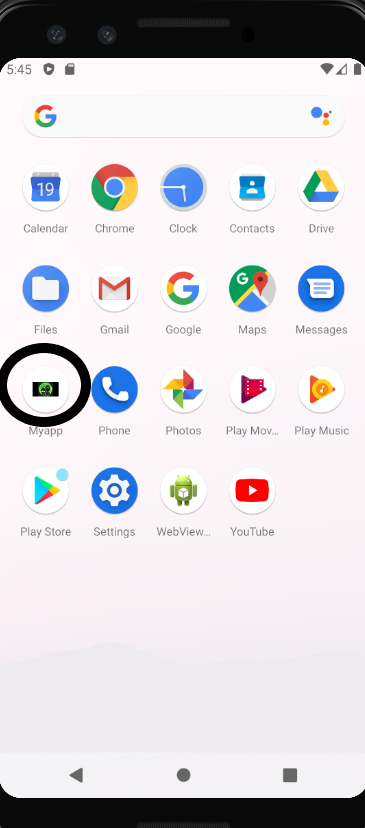 5:45
19
Calendar Chrome Clock Contacts Drive
G
Files Gmail Google Maps Messages
Myapp Phone Photos Play Mov... Play Music
Play Store Settings WebView... YouTube